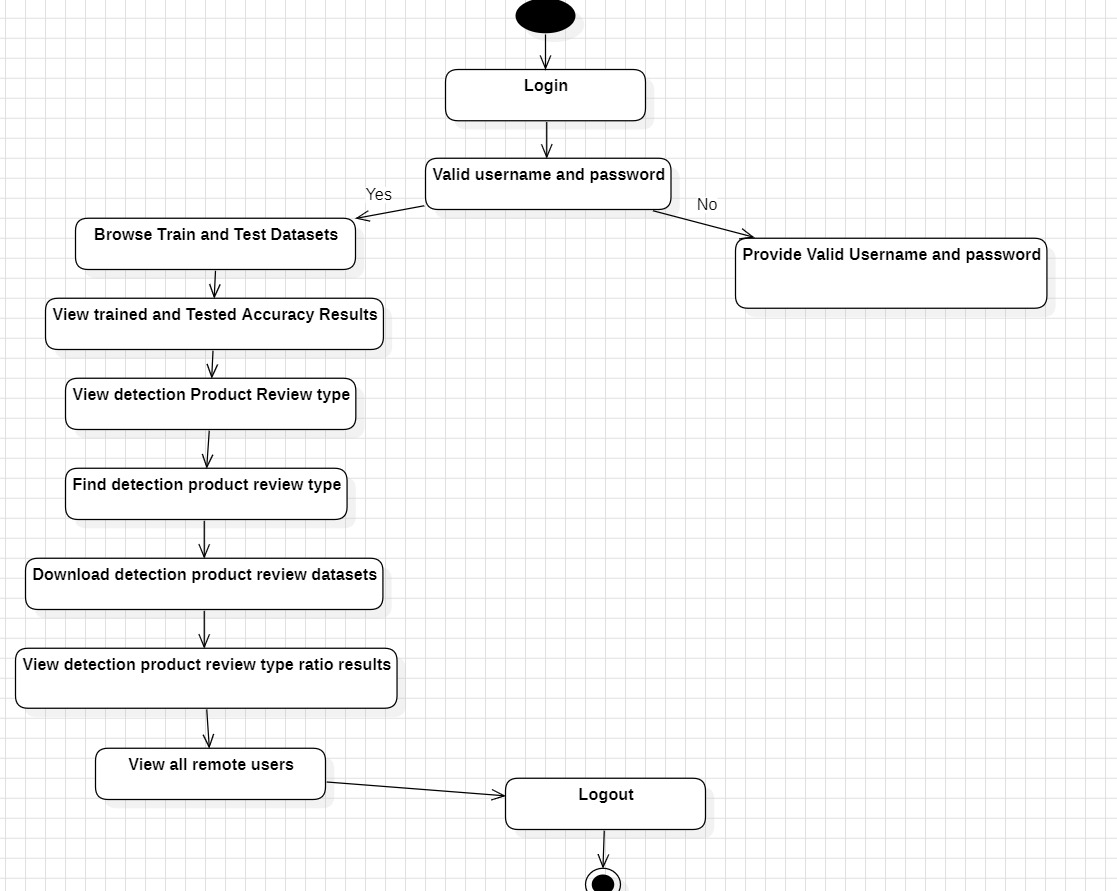 Login
Valid username and password
Yes
No
Browse Train and Test Datasets
Provide Valid Username and password
View trained and Tested Accuracy Results
View detection Product Review type
Find detection product review type
Download detection product review datasets
View detection product review type ratio results
View all remote users
Logout